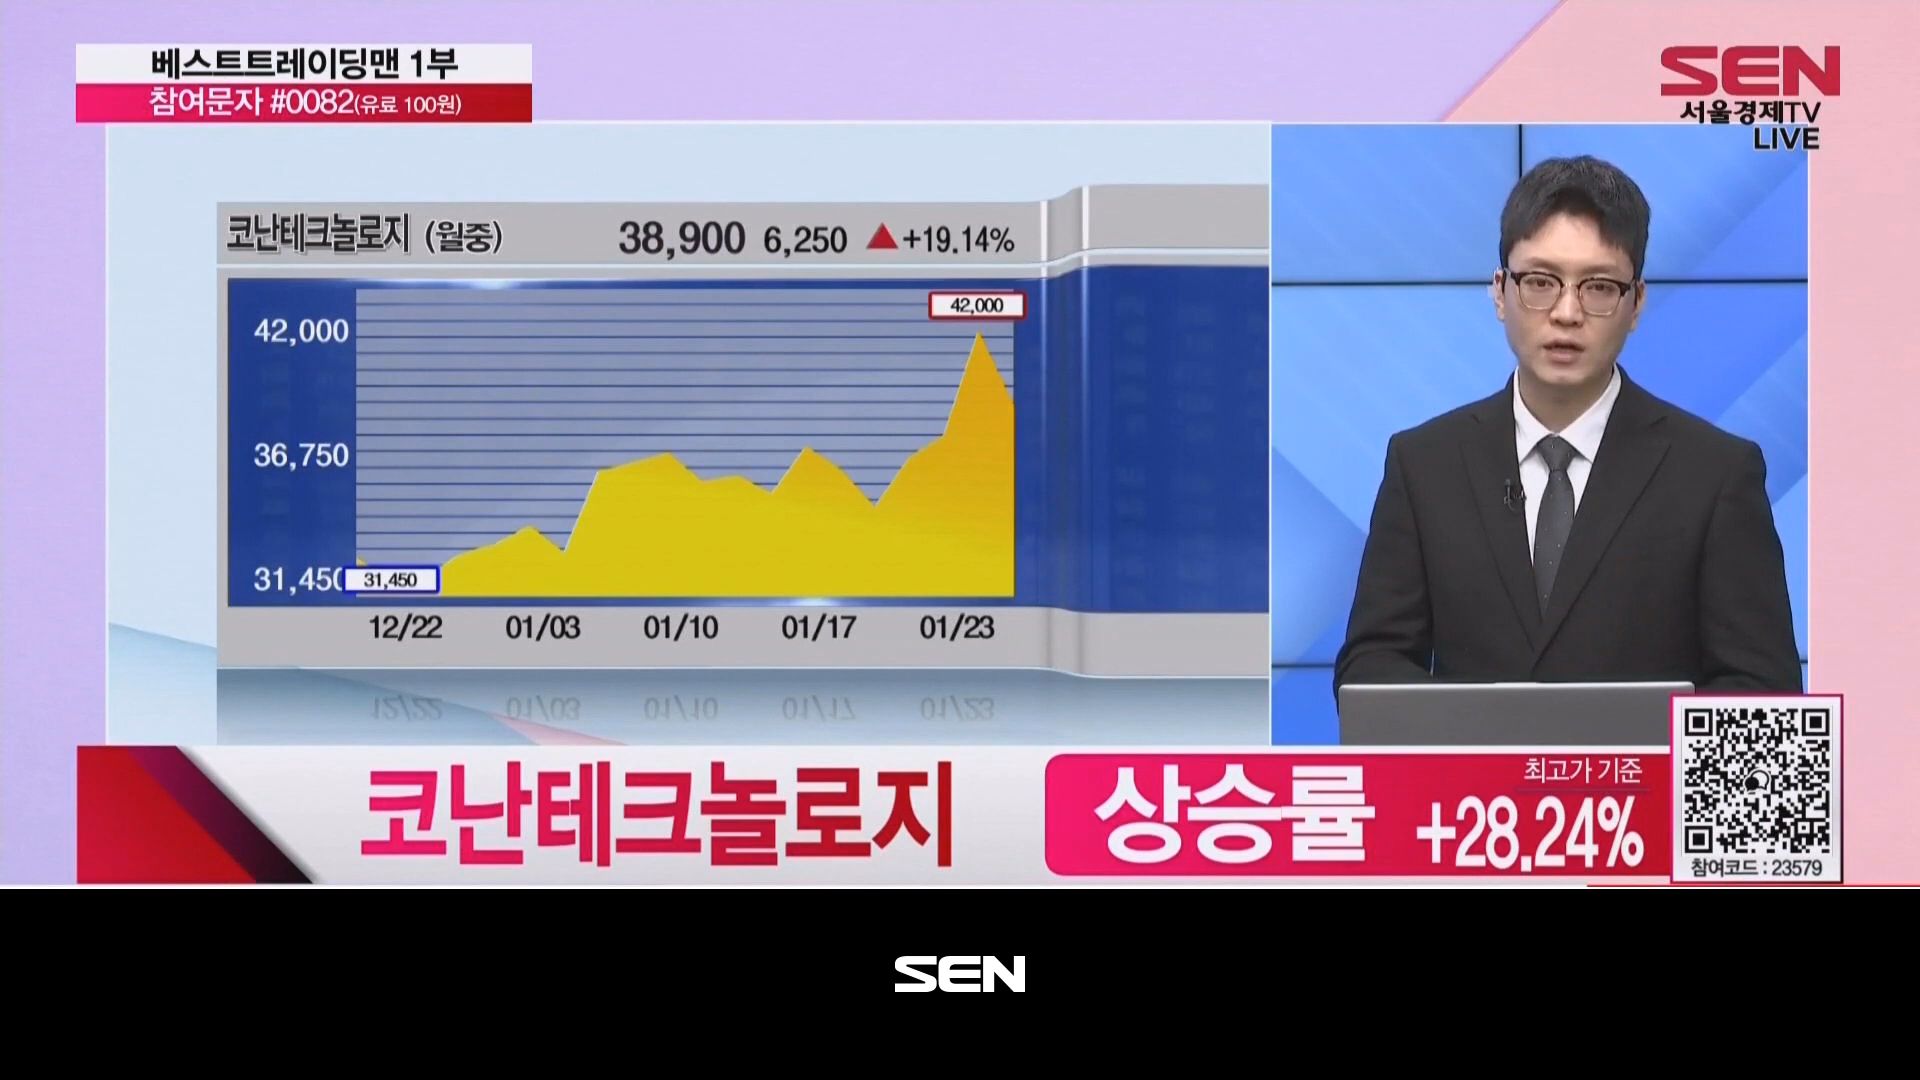 베스트트레이딩맨 1부
참여문자 #0082(유료 100원)
SEN
서울경제TV
LIVE
코난테크놀로지 (월중) 38,900 6,250 ▲+19.14%
42,000
42,000
36,750
31,450
31,450
12/22 01/03 01/10 01/17 01/23
코난테크놀로지
상승률
최고가 기준
+28.24%
참여코드 : 23579
SEN